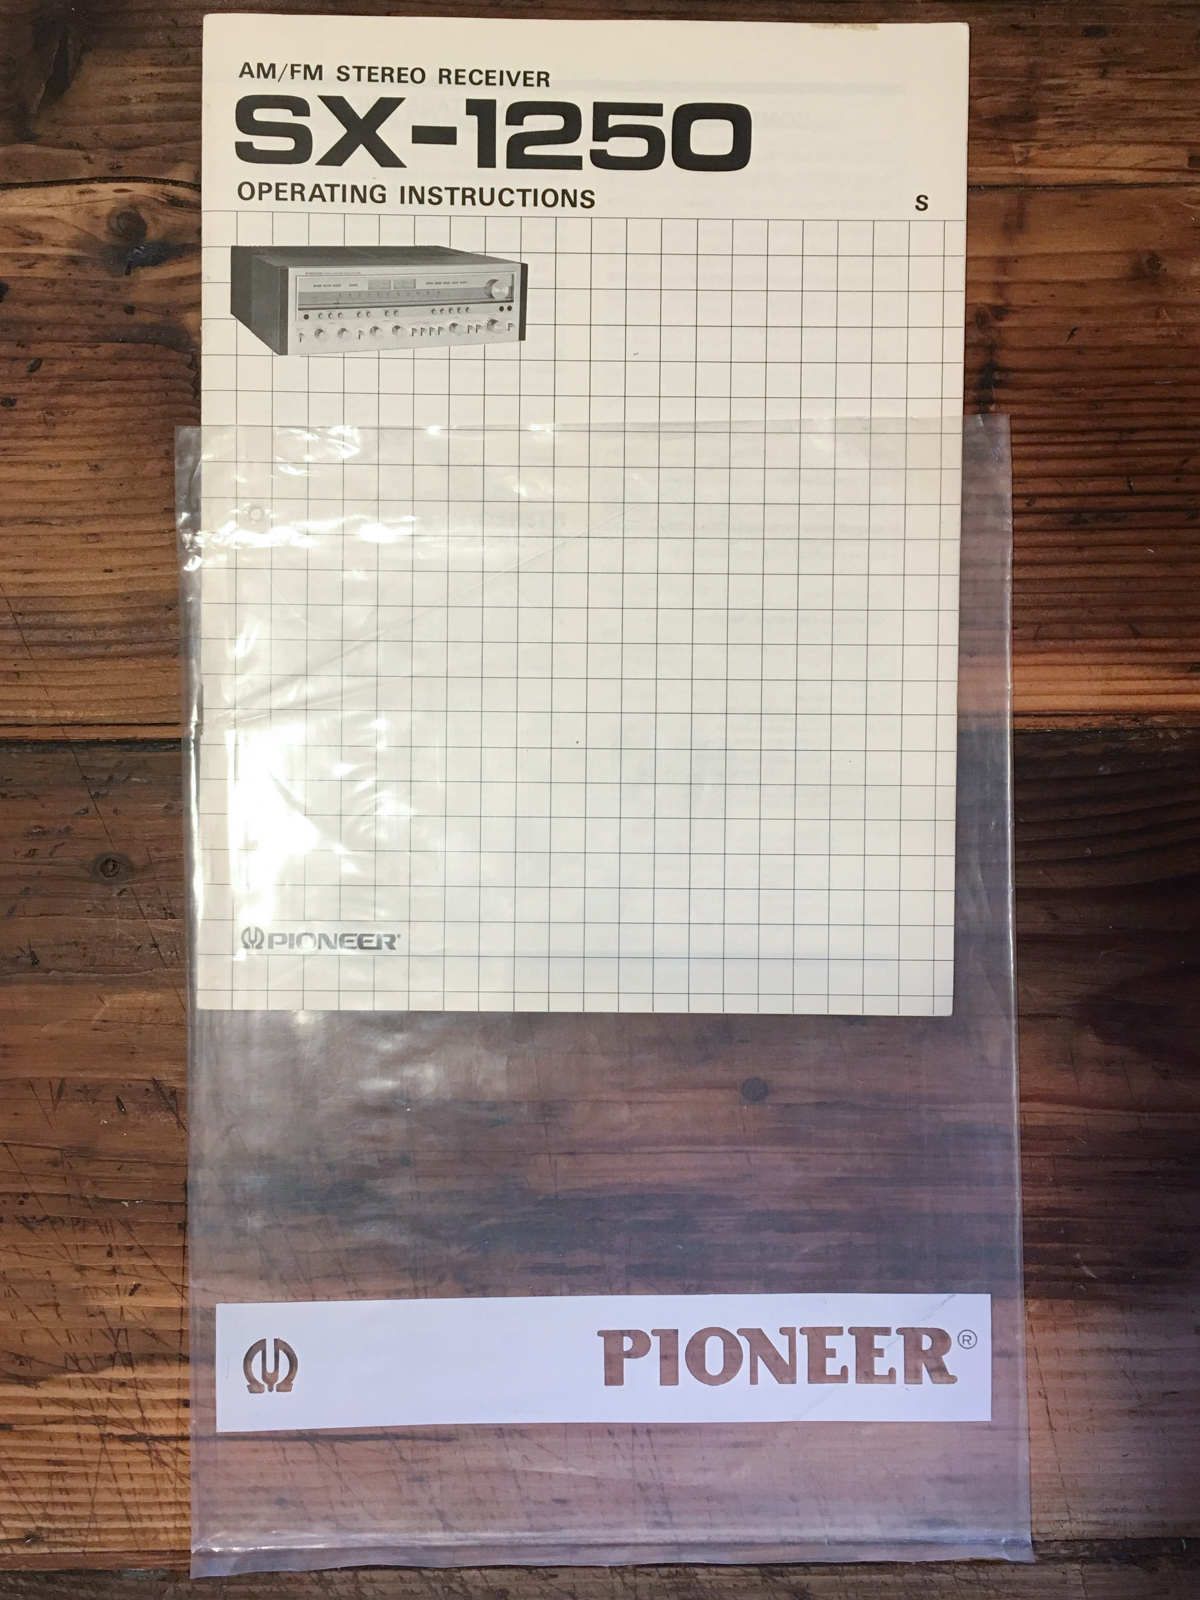 AM/FM STEREO RECEIVER
SX-1250
OPERATING INSTRUCTIONS
S
PIONEER®
PIONEER®